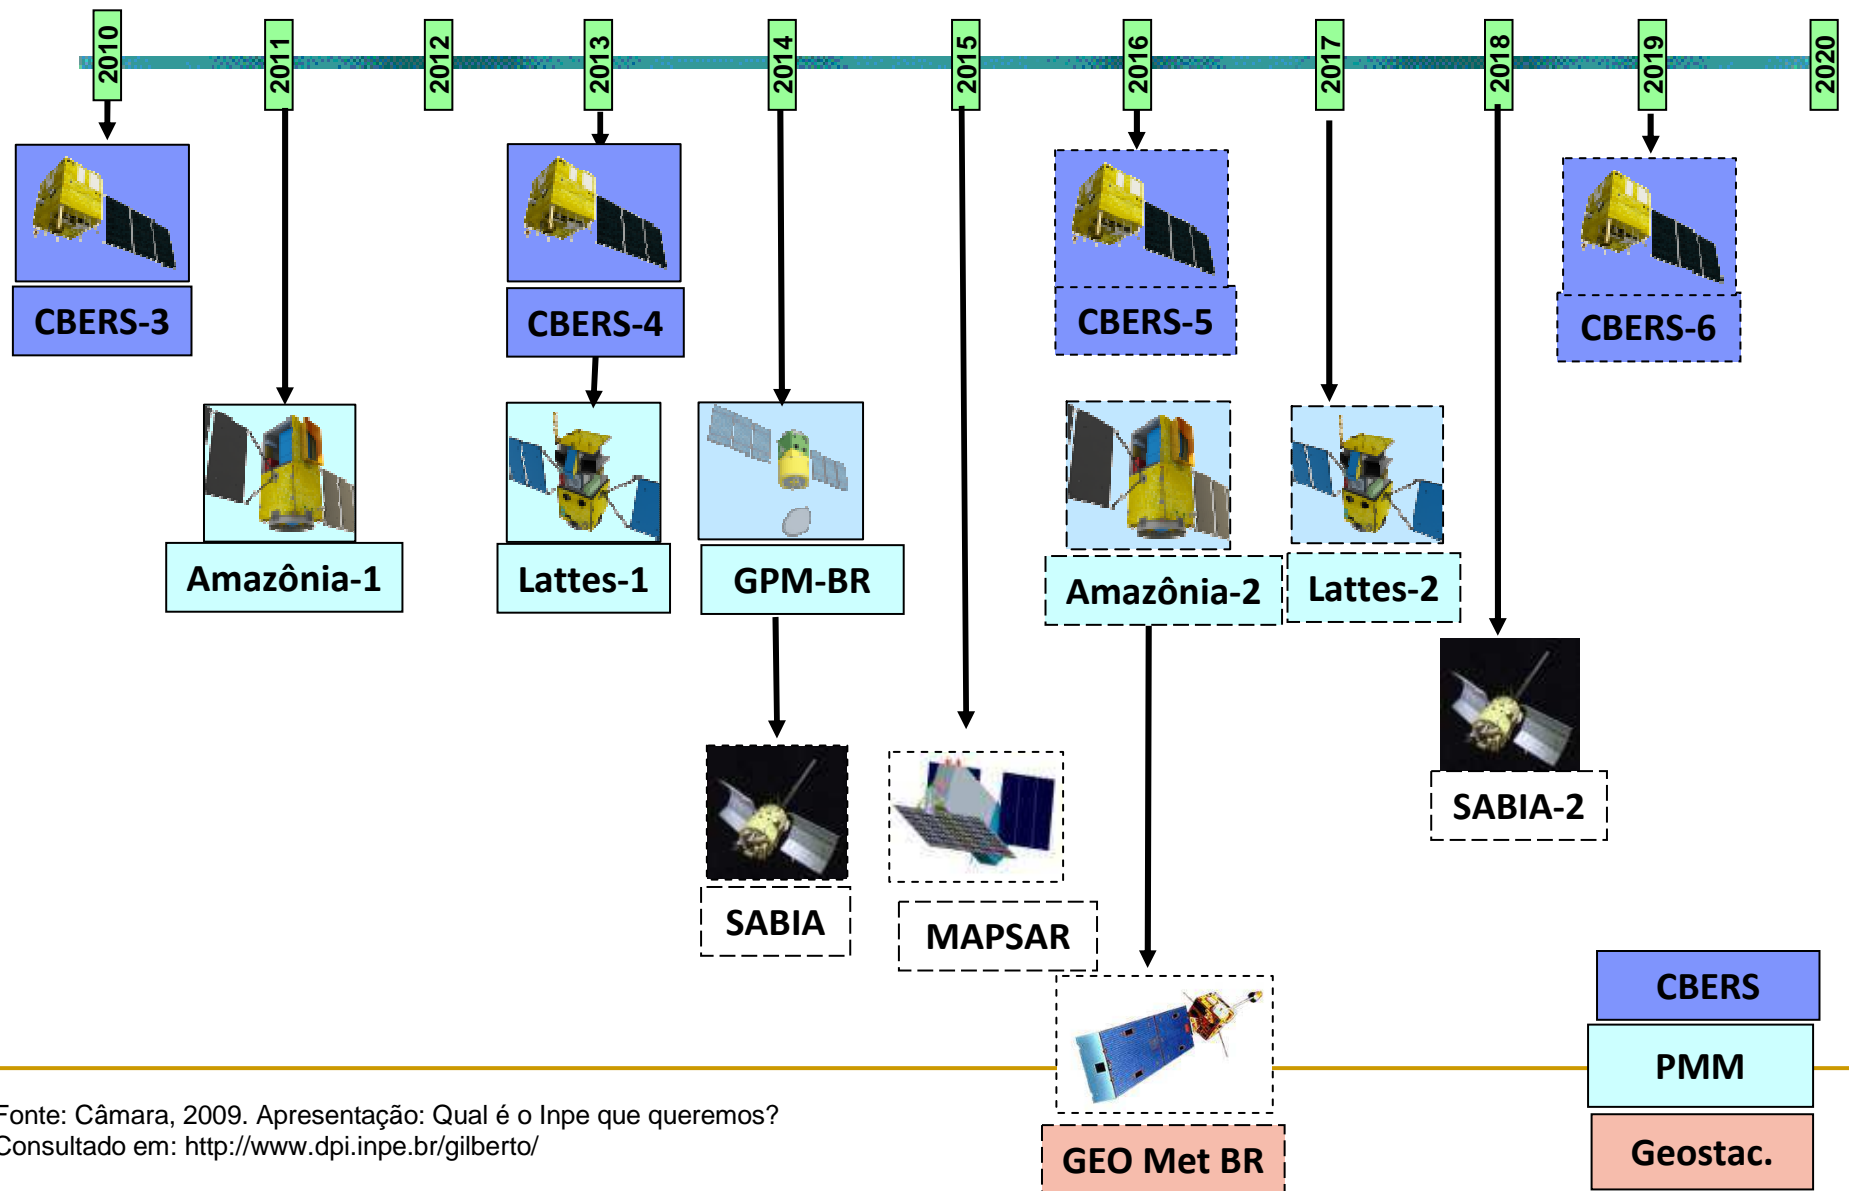 2010
2011
2012
2013
2014
2015
2016
2017
2018
2019
2020
CBERS-3
CBERS-4
CBERS-5
CBERS-6
Amazônia-1
Lattes-1
GPM-BR
Amazônia-2
Lattes-2
SABIA-2
SABIA
MAPSAR
GEO Met BR
CBERS
PMM
Geostac.
Fonte: Câmara, 2009. Apresentação: Qual é o Inpe que queremos?
Consultado em: http://www.dpi.inpe.br/gilberto/